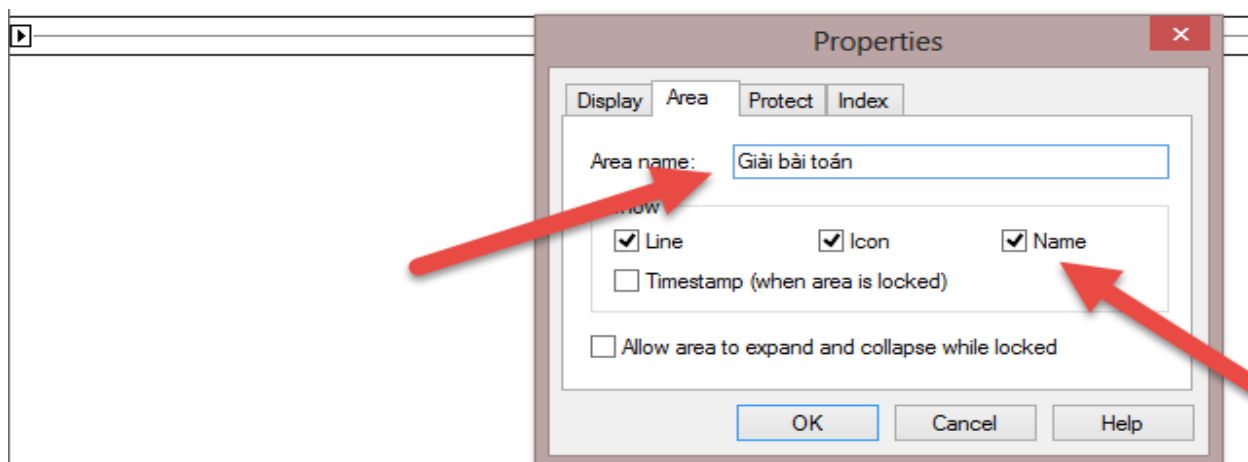 Properties
Display Area Protect Index
Area name: Giải bài toán
Line Icon Name
Timestamp (when area is locked)
Allow area to expand and collapse while locked
OK Cancel Help